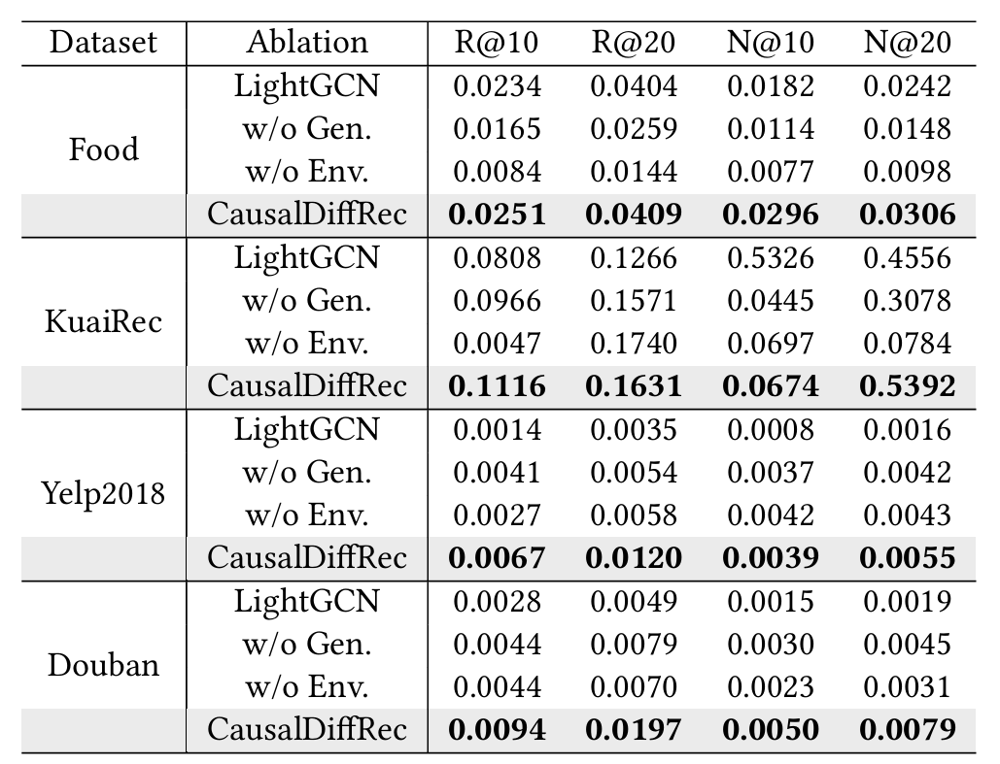 Dataset Ablation R@10 R@20 N@10 N@20
LightGCN 0.0234 0.0404 0.0182 0.0242
w/o Gen. 0.0165 0.0259 0.0114 0.0148
Food
w/o Env. 0.0084 0.0144 0.0077 0.0098
CausalDiffRec 0.0251 0.0409 0.0296 0.0306
LightGCN 0.0808 0.1266 0.5326 0.4556
w/o Gen. 0.0966 0.1571 0.0445 0.3078
KuaiRec
w/o Env. 0.0047 0.1740 0.0697 0.0784
CausalDiffRec 0.1116 0.1631 0.0674 0.5392
LightGCN 0.0014 0.0035 0.0008 0.0016
w/o Gen. 0.0041 0.0054 0.0037 0.0042
Yelp2018
w/o Env. 0.0027 0.0058 0.0042 0.0043
CausalDiffRec 0.0067 0.0120 0.0039 0.0055
LightGCN 0.0028 0.0049 0.0015 0.0019
w/o Gen. 0.0044 0.0079 0.0030 0.0045
Douban
w/o Env. 0.0044 0.0070 0.0023 0.0031
CausalDiffRec 0.0094 0.0197 0.0050 0.0079